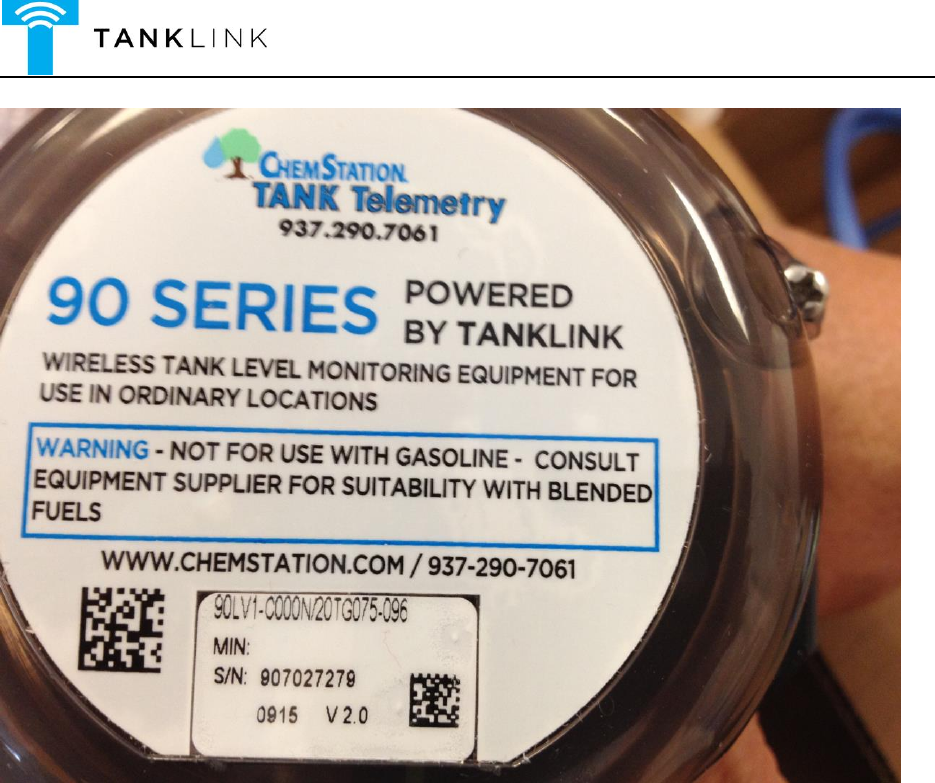 TANKLINK
CHEMSTATION
TANK Telemetry
937.290.7061
90 SERIES
POWERED
BY TANKLINK
WIRELESS TANK LEVEL MONITORING EQUIPMENT FOR
USE IN ORDINARY LOCATIONS
WARNING - NOT FOR USE WITH GASOLINE - CONSULT
EQUIPMENT SUPPLIER FOR SUITABILITY WITH BLENDED
FUELS
WWW.CHEMSTATION.COM / 937-290-7061
90LV1-C000N/20TG075-096
MIN:
S/N: 907027279
0915 V 2.0